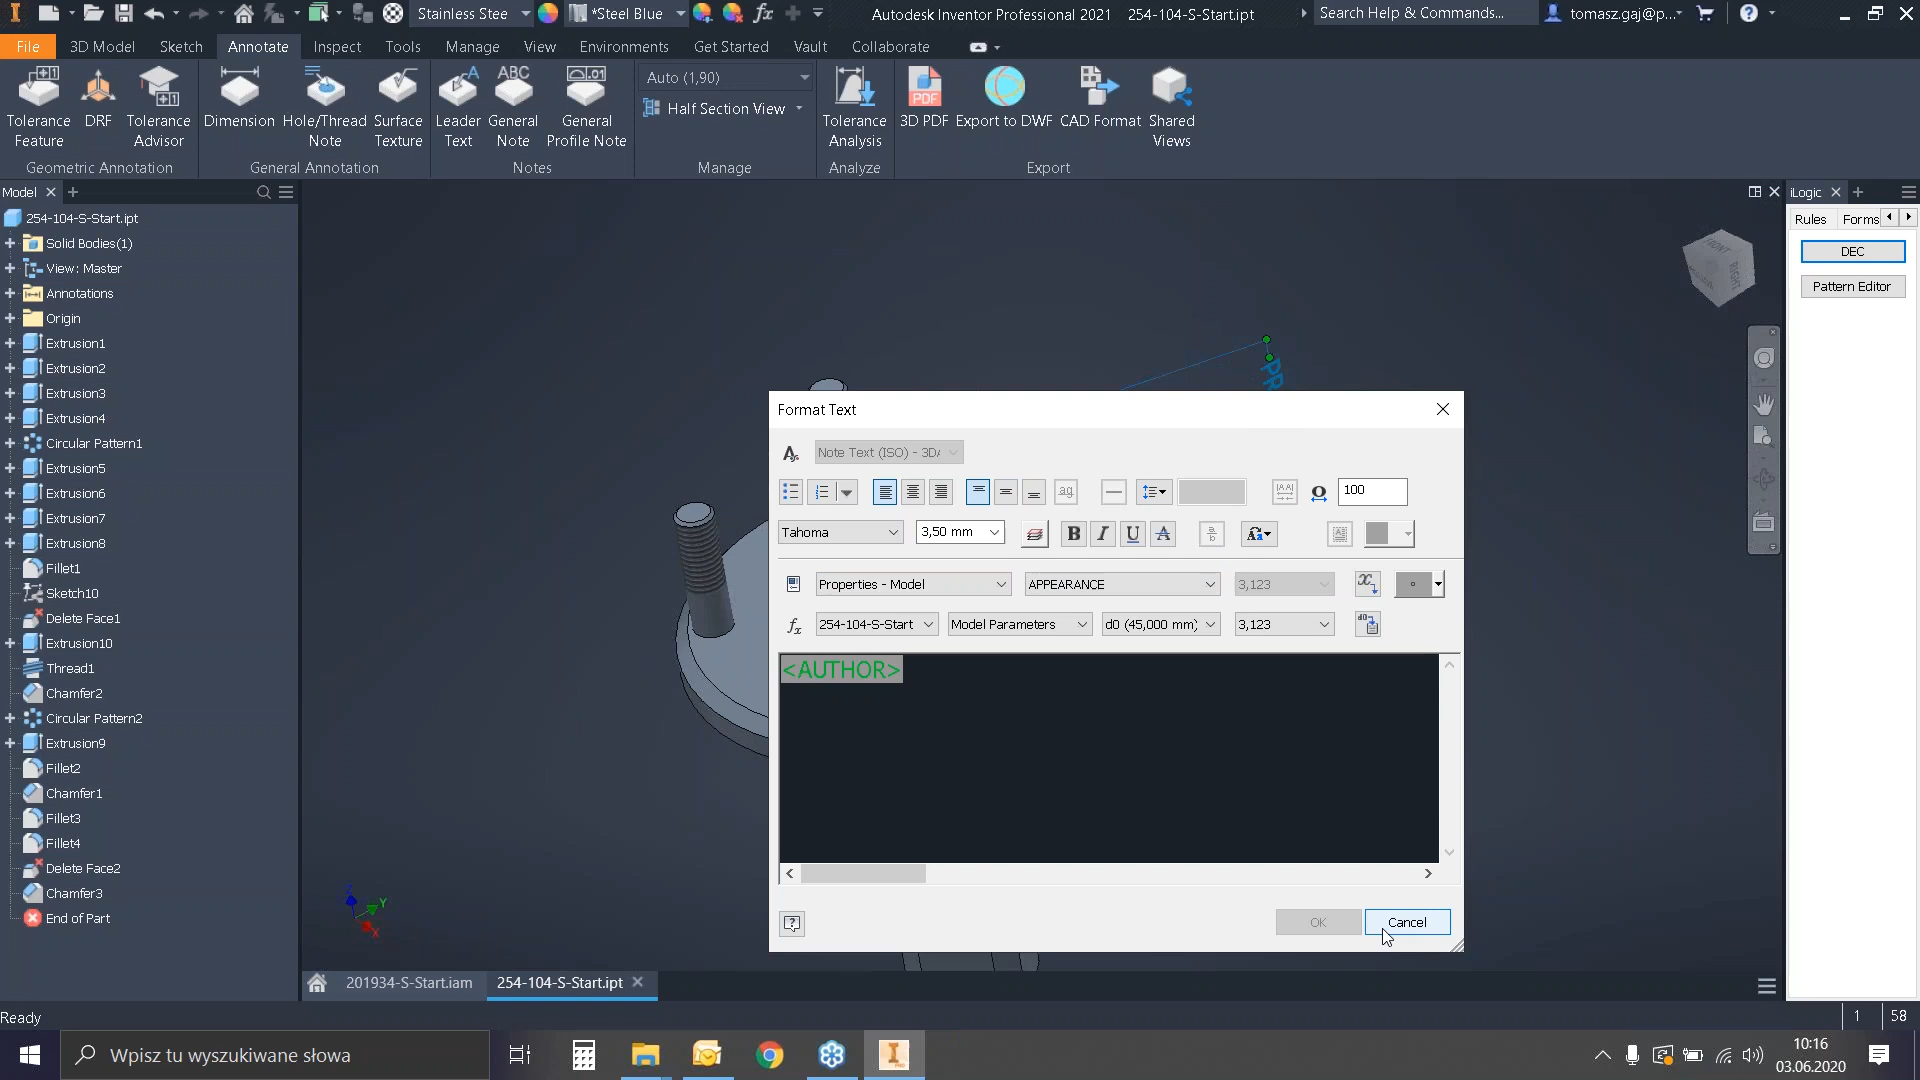 Stainless Stee
*Steel Blue
Autodesk Inventor Professional 2021 254-104-S-Start.ipt
Search Help & Commands...
tomasz.gaj@p...
File 3D Model Sketch Annotate Inspect Tools Manage View Environments Get Started Vault Collaborate
Tolerance Feature
DRF
Tolerance Advisor
Dimension
Hole/Thread Note
Surface Texture
Leader Text
General Note
General Profile Note
Auto (1,90)
Half Section View
Tolerance Analysis
3D PDF
Export to DWF
CAD Format
Shared Views
Geometric Annotation
General Annotation
Notes
Manage
Analyze
Export
Model
254-104-S-Start.ipt
Solid Bodies(1)
View: Master
Annotations
Origin
Extrusion1
Extrusion2
Extrusion3
Extrusion4
Circular Pattern1
Extrusion5
Extrusion6
Extrusion7
Extrusion8
Fillet1
Sketch10
Delete Face1
Extrusion10
Thread1
Chamfer2
Circular Pattern2
Extrusion9
Fillet2
Chamfer1
Fillet3
Fillet4
Delete Face2
Chamfer3
End of Part
FRONT
RIGHT
PR
Z
Y
X
iLogic
Rules Forms
DEC
Pattern Editor
Format Text
Note Text (ISO) - 3D
100
Tahoma
3,50 mm
Properties - Model
APPEARANCE
3,123
254-104-S-Start
Model Parameters
d0 (45,000 mm)
3,123
<AUTHOR>
OK
Cancel
201934-S-Start.iam
254-104-S-Start.ipt
Ready
1
58
Wpisz tu wyszukiwane słowa
10:16
03.06.2020